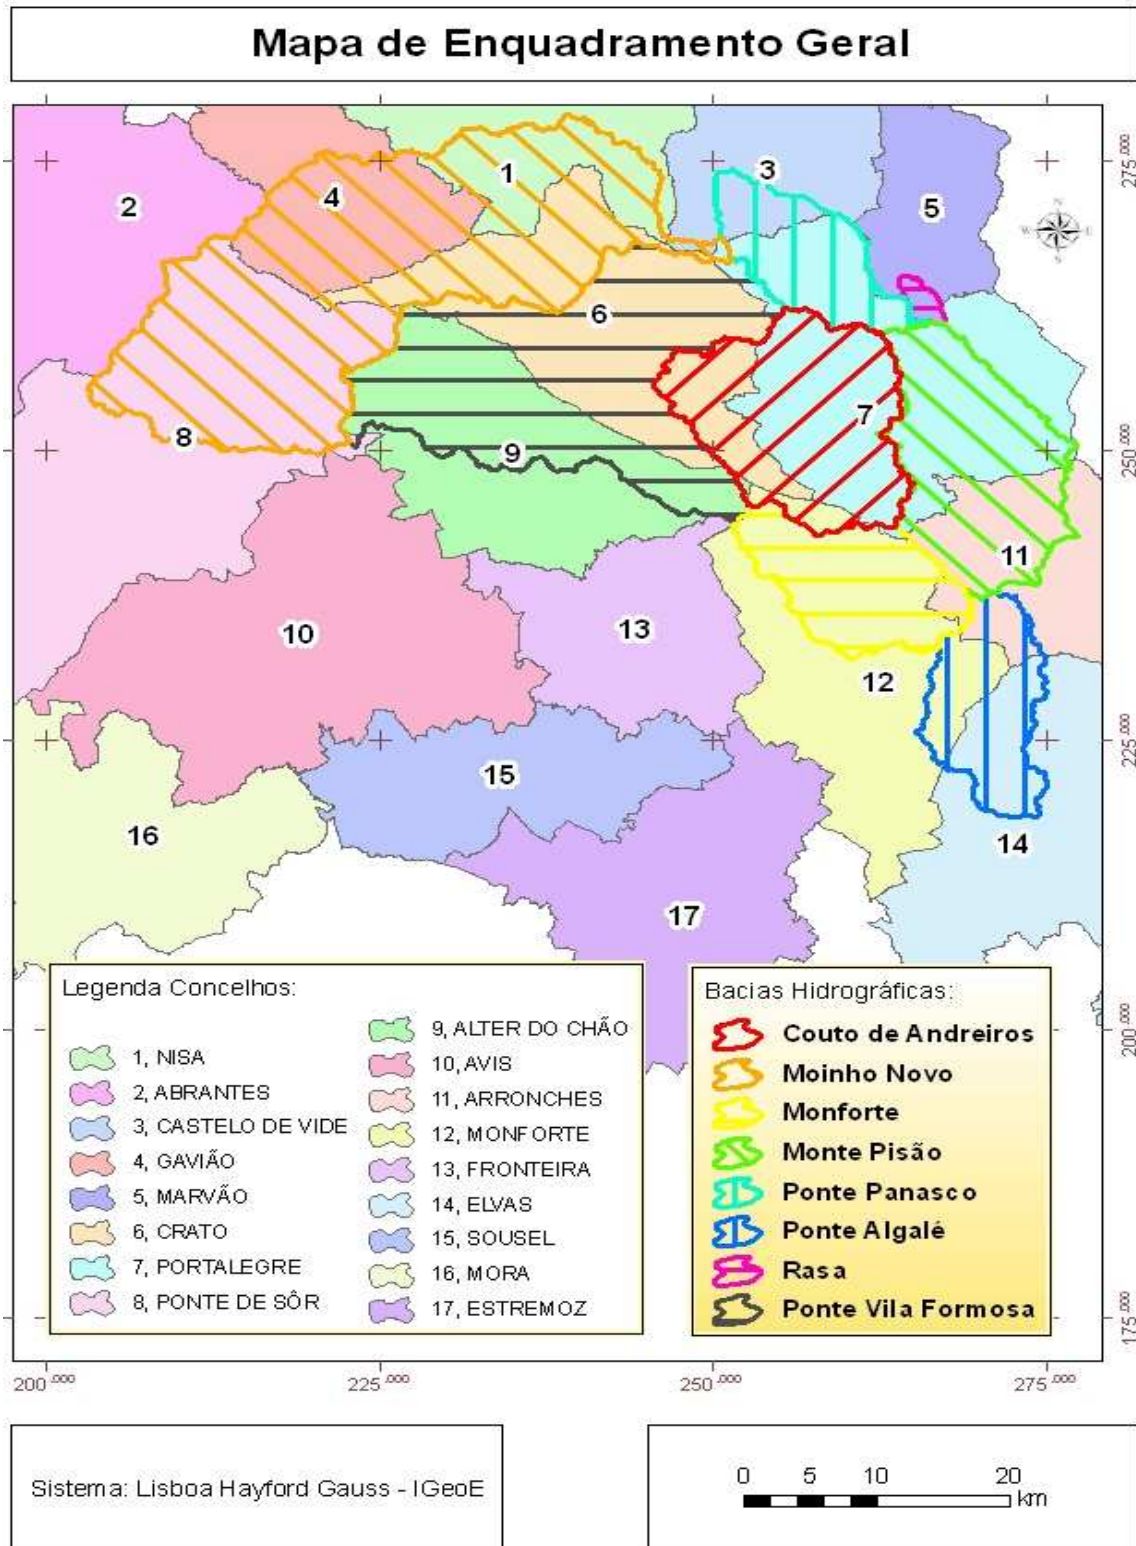 Mapa de Enquadramento Geral
275.000
250.000
225.000
200.000
175.000
N
W E
S
1
2
3
4
5
6
7
8
9
10
11
12
13
14
15
16
17
Legenda Concelhos:
1, NISA
2, ABRANTES
3, CASTELO DE VIDE
4, GAVIÃO
5, MARVÃO
6, CRATO
7, PORTALEGRE
8, PONTE DE SÔR
9, ALTER DO CHÃO
10, AVIS
11, ARRONCHES
12, MONFORTE
13, FRONTEIRA
14, ELVAS
15, SOUSEL
16, MORA
17, ESTREMOZ
Bacias Hidrográficas:
Couto de Andreiros
Moinho Novo
Monforte
Monte Pisão
Ponte Panasco
Ponte Algalé
Rasa
Ponte Vila Formosa
200.000 225.000 250.000 275.000
Sistema: Lisboa Hayford Gauss - IGeoE
0 5 10 20
km